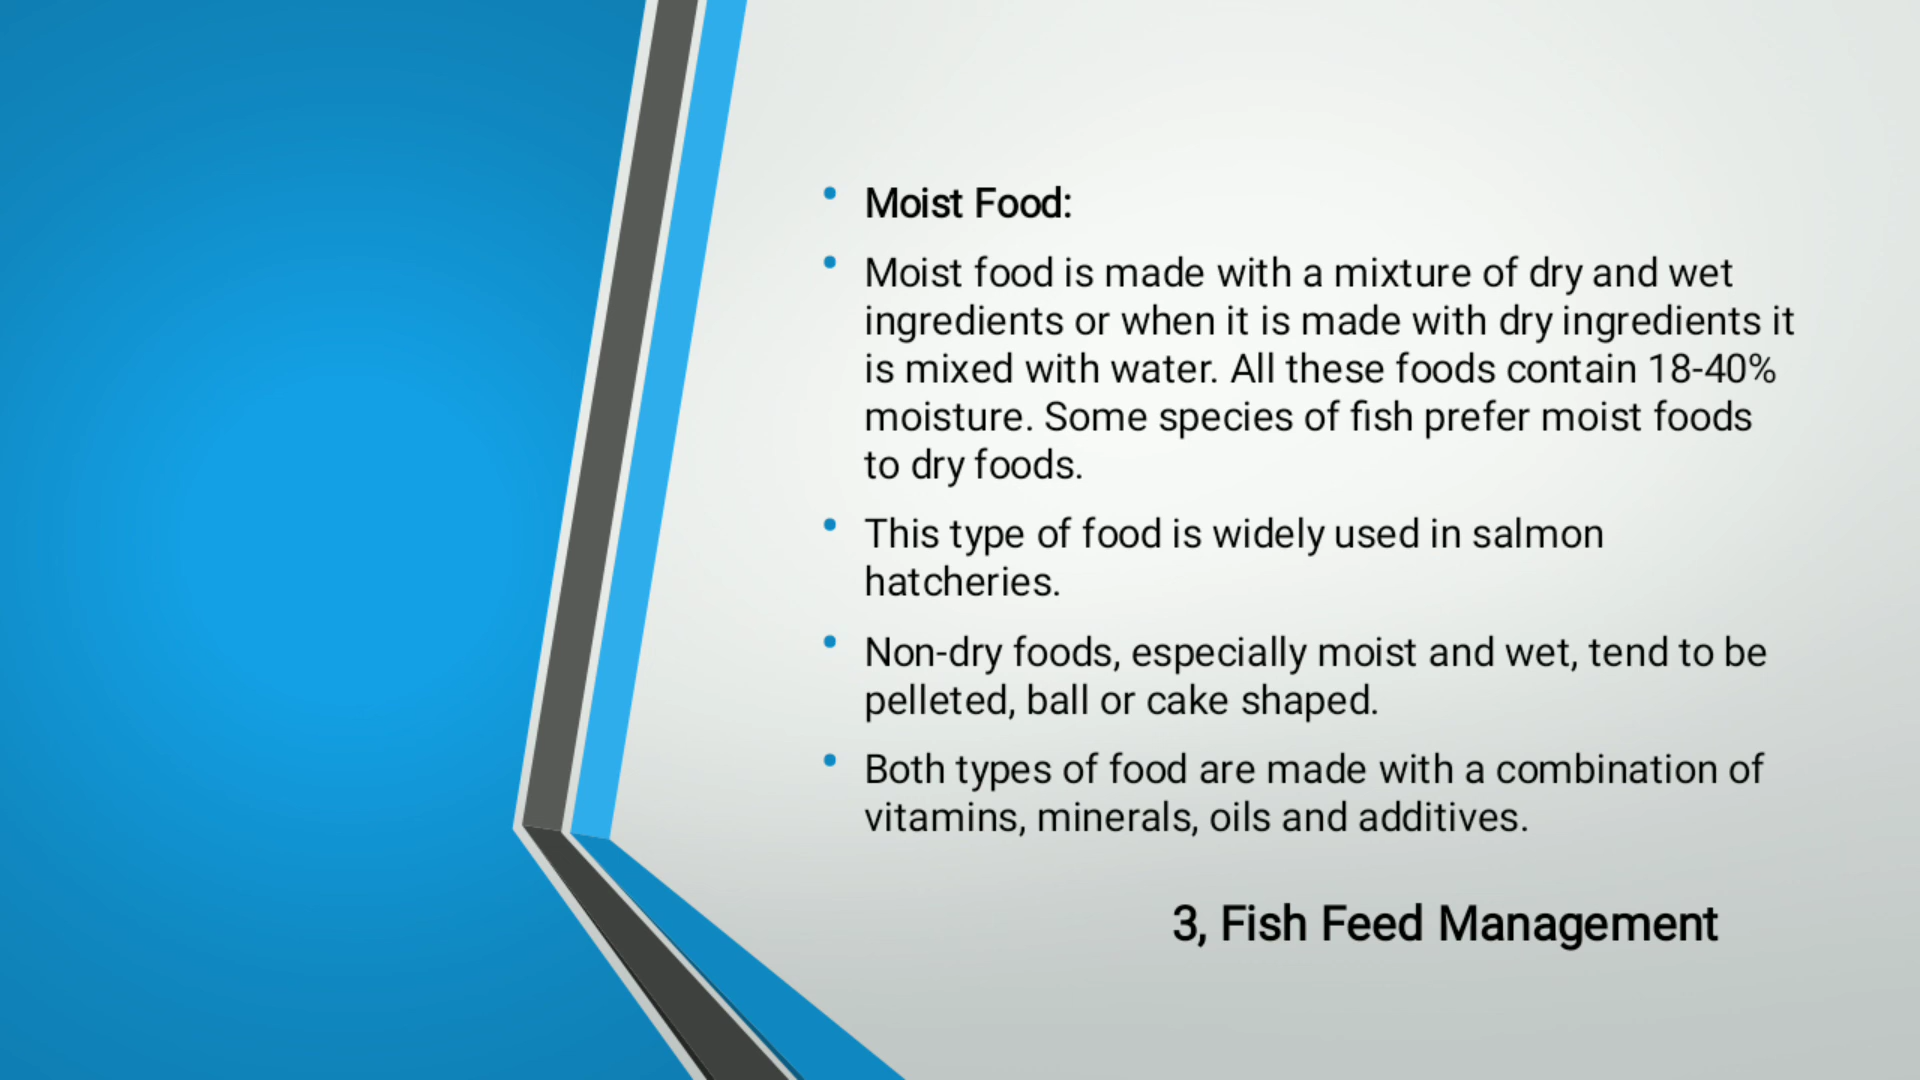 Moist Food:
Moist food is made with a mixture of dry and wet
ingredients or when it is made with dry ingredients it
is mixed with water. All these foods contain 18-40%
moisture. Some species of fish prefer moist foods
to dry foods.
This type of food is widely used in salmon
hatcheries.
Non-dry foods, especially moist and wet, tend to be
pelleted, ball or cake shaped.
Both types of food are made with a combination of
vitamins, minerals, oils and additives.
3, Fish Feed Management